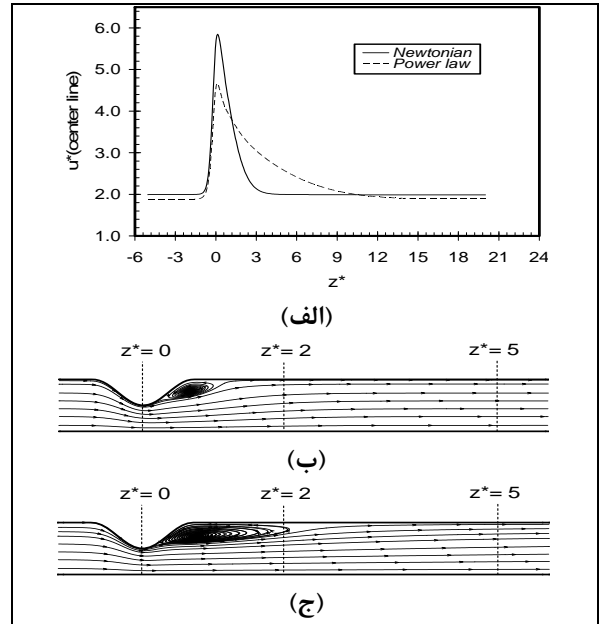 6.0
5.0
4.0
3.0
2.0
1.0
u*(center line)
Newtonian
Power law
-6 -3 0 3 6 9 12 15 18 21 24
z*
(الف)
z*= 0 z*= 2 z*= 5
(ب)
z*= 0 z*= 2 z*= 5
(ج)